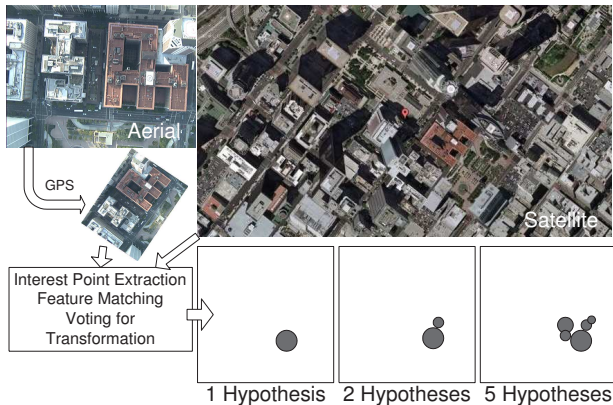 Aerial
Satellite
GPS
Interest Point Extraction
Feature Matching
Voting for
Transformation
1 Hypothesis
2 Hypotheses
5 Hypotheses